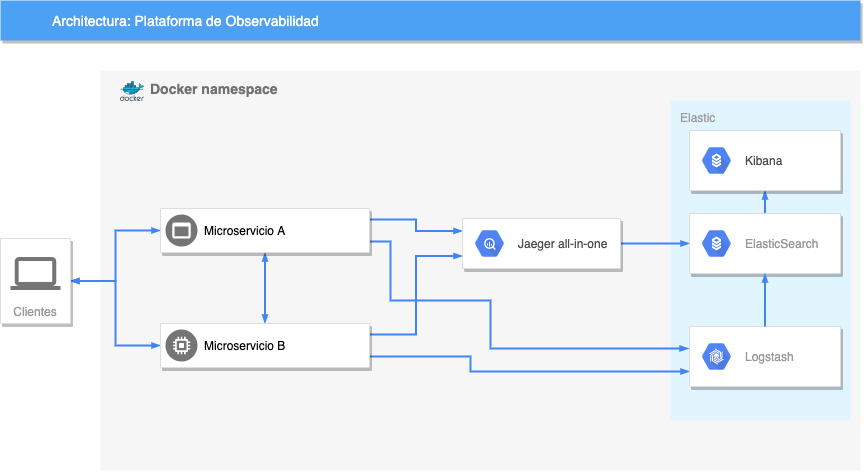 Architectura: Plataforma de Observabilidad
docker
Docker namespace
Elastic
Kibana
Microservicio A
Jaeger all-in-one
ElasticSearch
Clientes
Microservicio B
Logstash